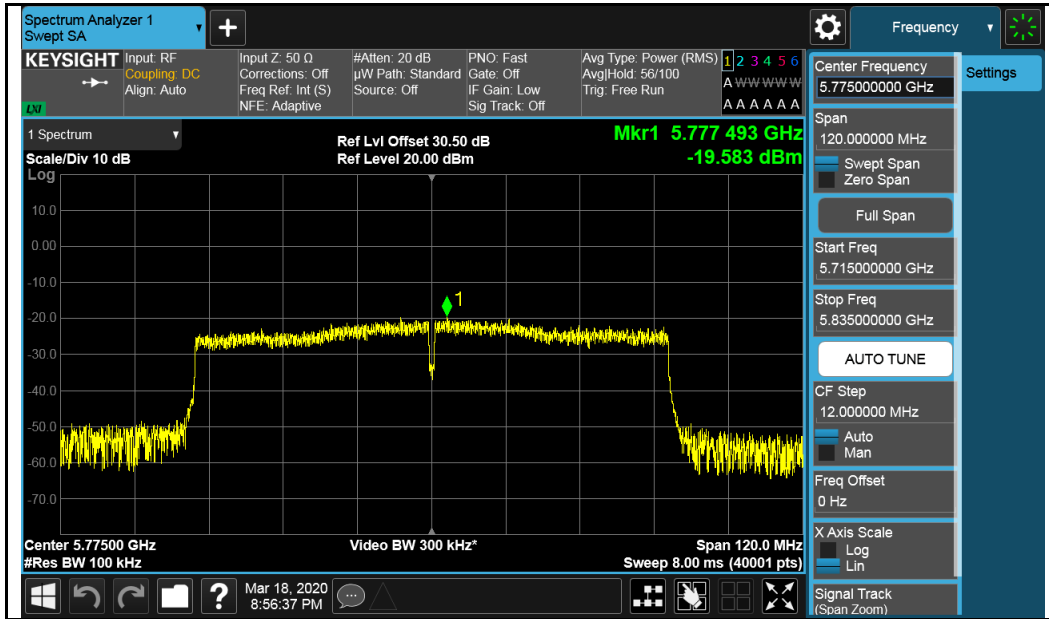 Spectrum Analyzer 1
Swept SA
+
Frequency
KEYSIGHT
Input: RF
Coupling: DC
Align: Auto
LXI
Input Z: 50 Ω
Corrections: Off
Freq Ref: Int (S)
NFE: Adaptive
#Atten: 20 dB
µW Path: Standard
Source: Off
PNO: Fast
Gate: Off
IF Gain: Low
Sig Track: Off
Avg Type: Power (RMS)
Avg|Hold: 56/100
Trig: Free Run
1 2 3 4 5 6
A W W W W W
A A A A A A
1 Spectrum
Scale/Div 10 dB
Log
Ref Lvl Offset 30.50 dB
Ref Level 20.00 dBm
Mkr1 5.777 493 GHz
-19.583 dBm
10.0
0.00
-10.0
-20.0
-30.0
-40.0
-50.0
-60.0
-70.0
1
Center 5.77500 GHz
#Res BW 100 kHz
Video BW 300 kHz*
Span 120.0 MHz
Sweep 8.00 ms (40001 pts)
Center Frequency
5.775000000 GHz
Settings
Span
120.000000 MHz
Swept Span
Zero Span
Full Span
Start Freq
5.715000000 GHz
Stop Freq
5.835000000 GHz
AUTO TUNE
CF Step
12.000000 MHz
Auto
Man
Freq Offset
0 Hz
X Axis Scale
Log
Lin
Signal Track
(Span Zoom)
?
Mar 18, 2020
8:56:37 PM